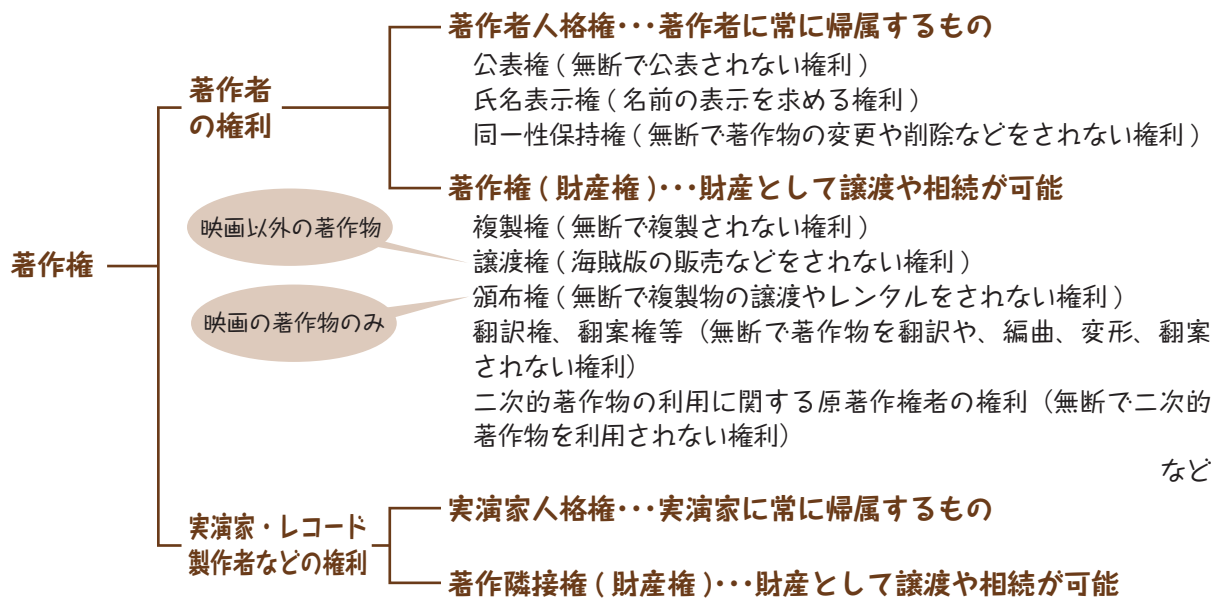 著作権
著作者
の権利
著作者人格権･･･著作者に常に帰属するもの
公表権 ( 無断で公表されない権利 )
氏名表示権 ( 名前の表示を求める権利 )
同一性保持権 ( 無断で著作物の変更や削除などをされない権利 )
著作権 ( 財産権 )･･･財産として譲渡や相続が可能
複製権 ( 無断で複製されない権利 )
映画以外の著作物
譲渡権 ( 海賊版の販売などをされない権利 )
映画の著作物のみ
頒布権 ( 無断で複製物の譲渡やレンタルをされない権利 )
翻訳権、翻案権等（無断で著作物を翻訳や、編曲、変形、翻案
されない権利）
二次的著作物の利用に関する原著作権者の権利（無断で二次的
著作物を利用されない権利）
など
実演家・レコード
製作者などの権利
実演家人格権･･･実演家に常に帰属するもの
著作隣接権 ( 財産権 )･･･財産として譲渡や相続が可能